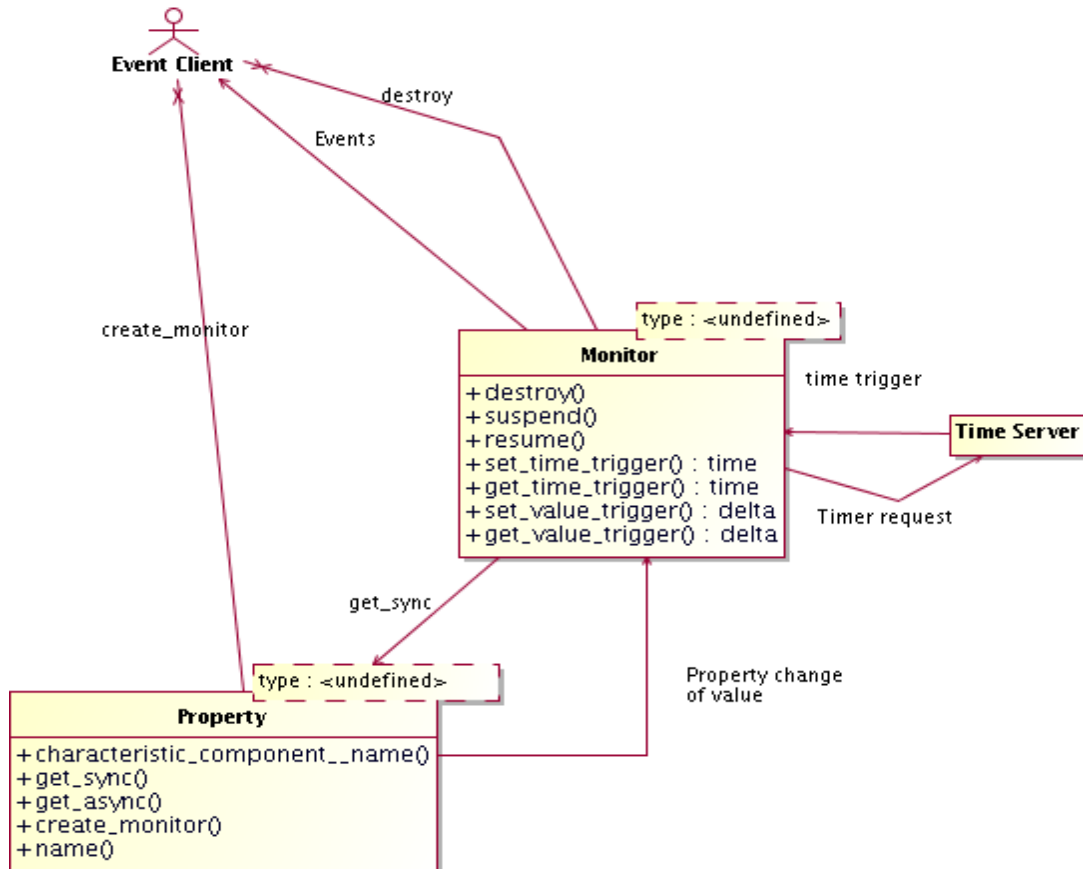 Event Client
destroy
Events
create_monitor
type : <undefined>
Monitor
+destroy()
+suspend()
+resume()
+set_time_trigger() : time
+get_time_trigger() : time
+set_value_trigger() : delta
+get_value_trigger() : delta
time trigger
Time Server
Timer request
get_sync
Property change
of value
type : <undefined>
Property
+characteristic_component__name()
+get_sync()
+get_async()
+create_monitor()
+name()